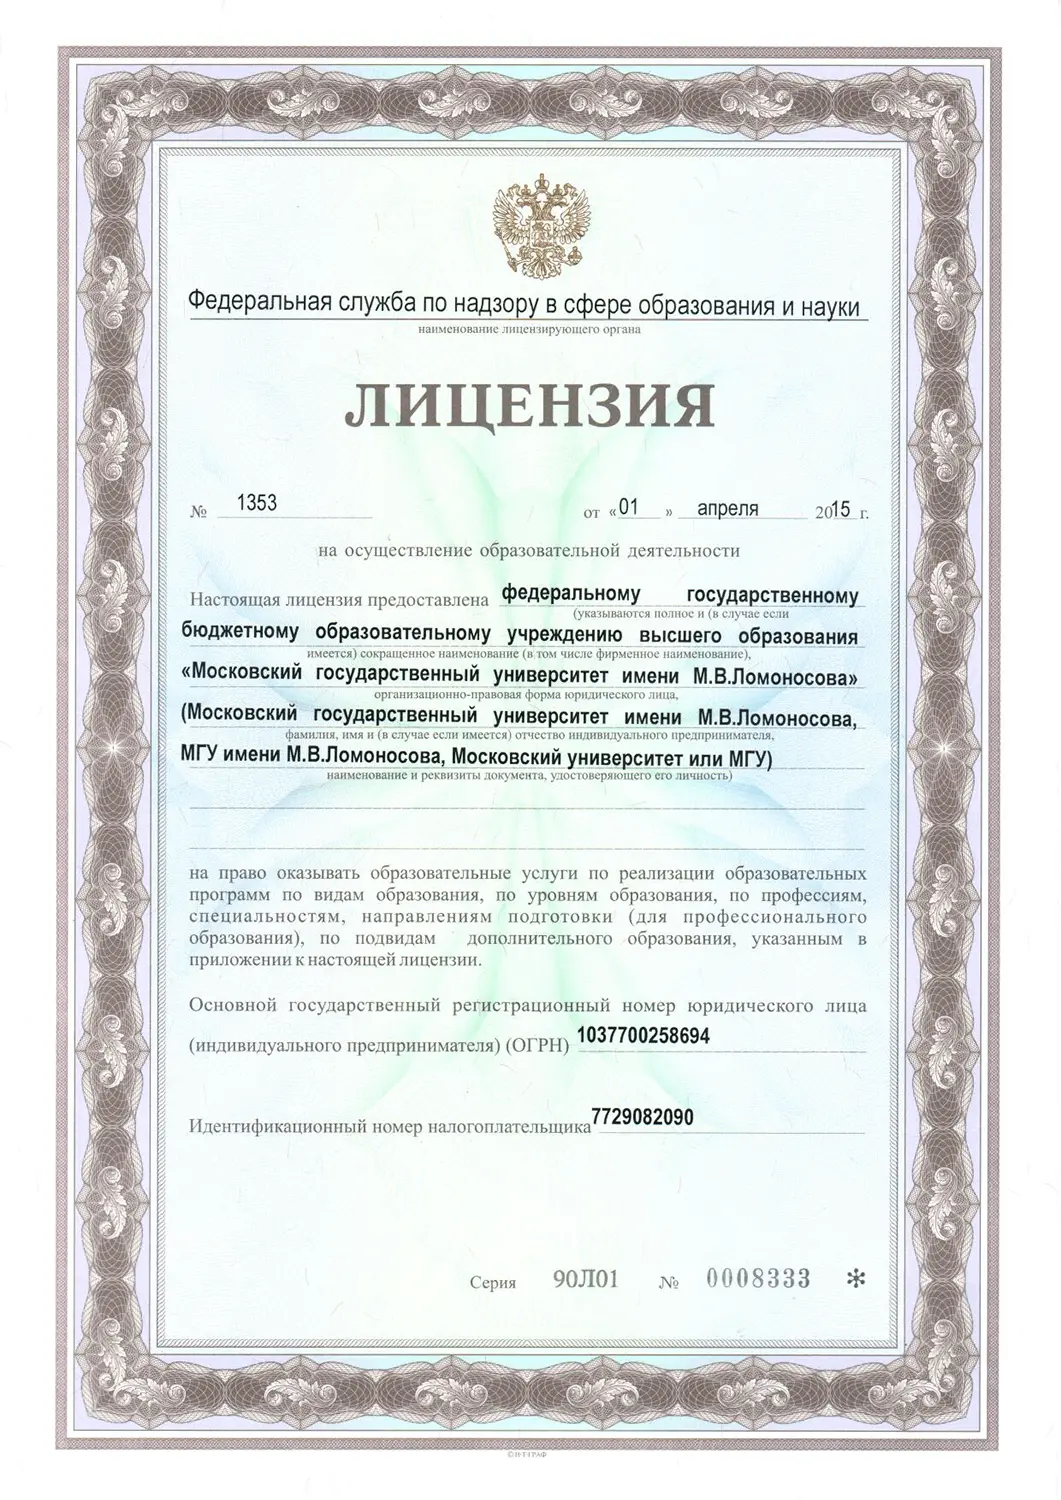 Федеральная служба по надзору в сфере образования и науки
наименование лицензирующего органа
ЛИЦЕНЗИЯ
№ 1353 от «01 » апреля 2015 г.
на осуществление образовательной деятельности
Настоящая лицензия предоставлена федеральному государственному
(указываются полное и (в случае если
бюджетному образовательному учреждению высшего образования
имеется) сокращенное наименование (в том числе фирменное наименование),
«Московский государственный университет имени М.В.Ломоносова»
организационно-правовая форма юридического лица,
(Московский государственный университет имени М.В.Ломоносова,
фамилия, имя и (в случае если имеется) отчество индивидуального предпринимателя,
МГУ имени М.В.Ломоносова, Московский университет или МГУ)
наименование и реквизиты документа, удостоверяющего его личность)
на право оказывать образовательные услуги по реализации образовательных
программ по видам образования, по уровням образования, по профессиям,
специальностям, направлениям подготовки (для профессионального
образования), по подвидам дополнительного образования, указанным в
приложении к настоящей лицензии.
Основной государственный регистрационный номер юридического лица
(индивидуального предпринимателя) (ОГРН) 1037700258694
Идентификационный номер налогоплательщика 7729082090
Серия 90Л01 № 0008333 *